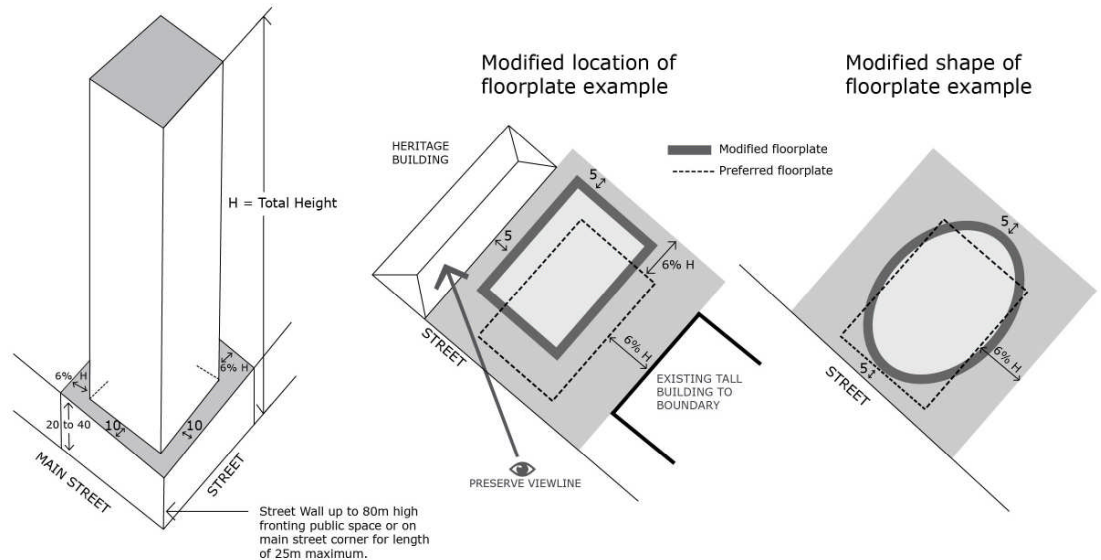 H = Total Height
6% H
6% H
20 to 40
10
10
MAIN STREET
STREET
Street Wall up to 80m high
fronting public space or on
main street corner for length
of 25m maximum.
Modified location of
floorplate example
HERITAGE
BUILDING
5
5
6% H
6% H
STREET
EXISTING TALL
BUILDING TO
BOUNDARY
PRESERVE VIEWLINE
Modified floorplate
Preferred floorplate
Modified shape of
floorplate example
5
6% H
5
STREET